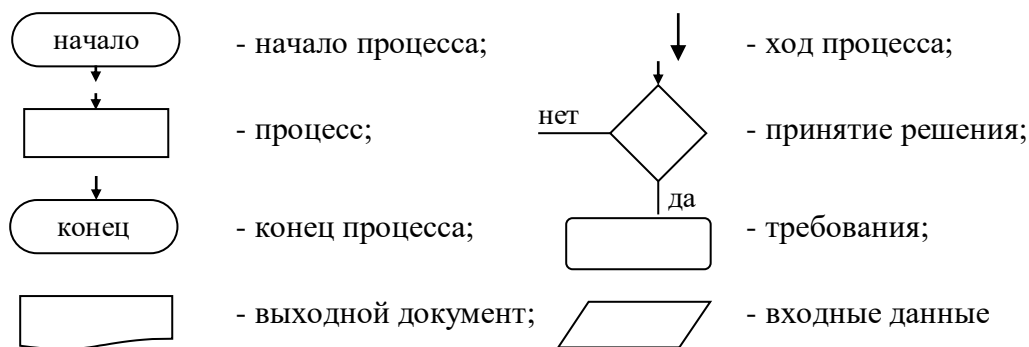 начало - начало процесса; - ход процесса;
нет
- процесс; - принятие решения;
да
конец - конец процесса; - требования;
- выходной документ; - входные данные